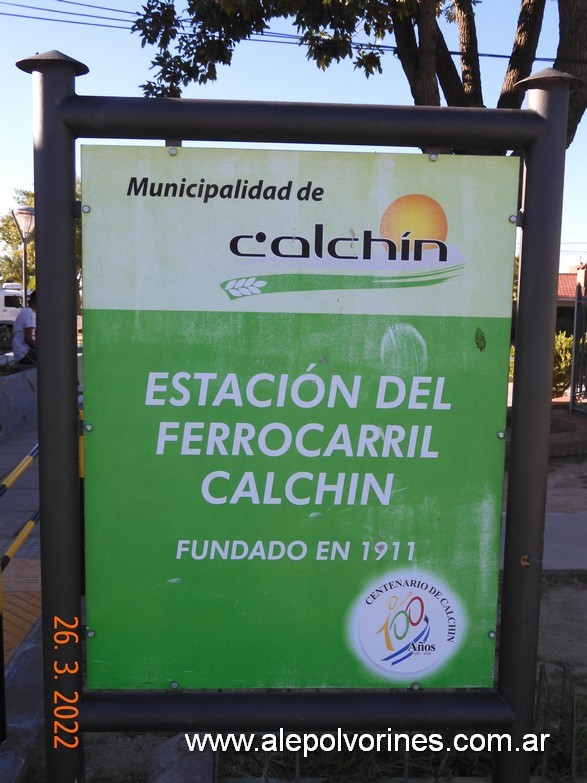 Municipalidad de
Calchín
ESTACIÓN DEL
FERROCARRIL
CALCHIN
FUNDADO EN 1911
CENTENARIO DE CALCHIN
100
Años
26. 3. 2022
www.alepolvorines.com.ar